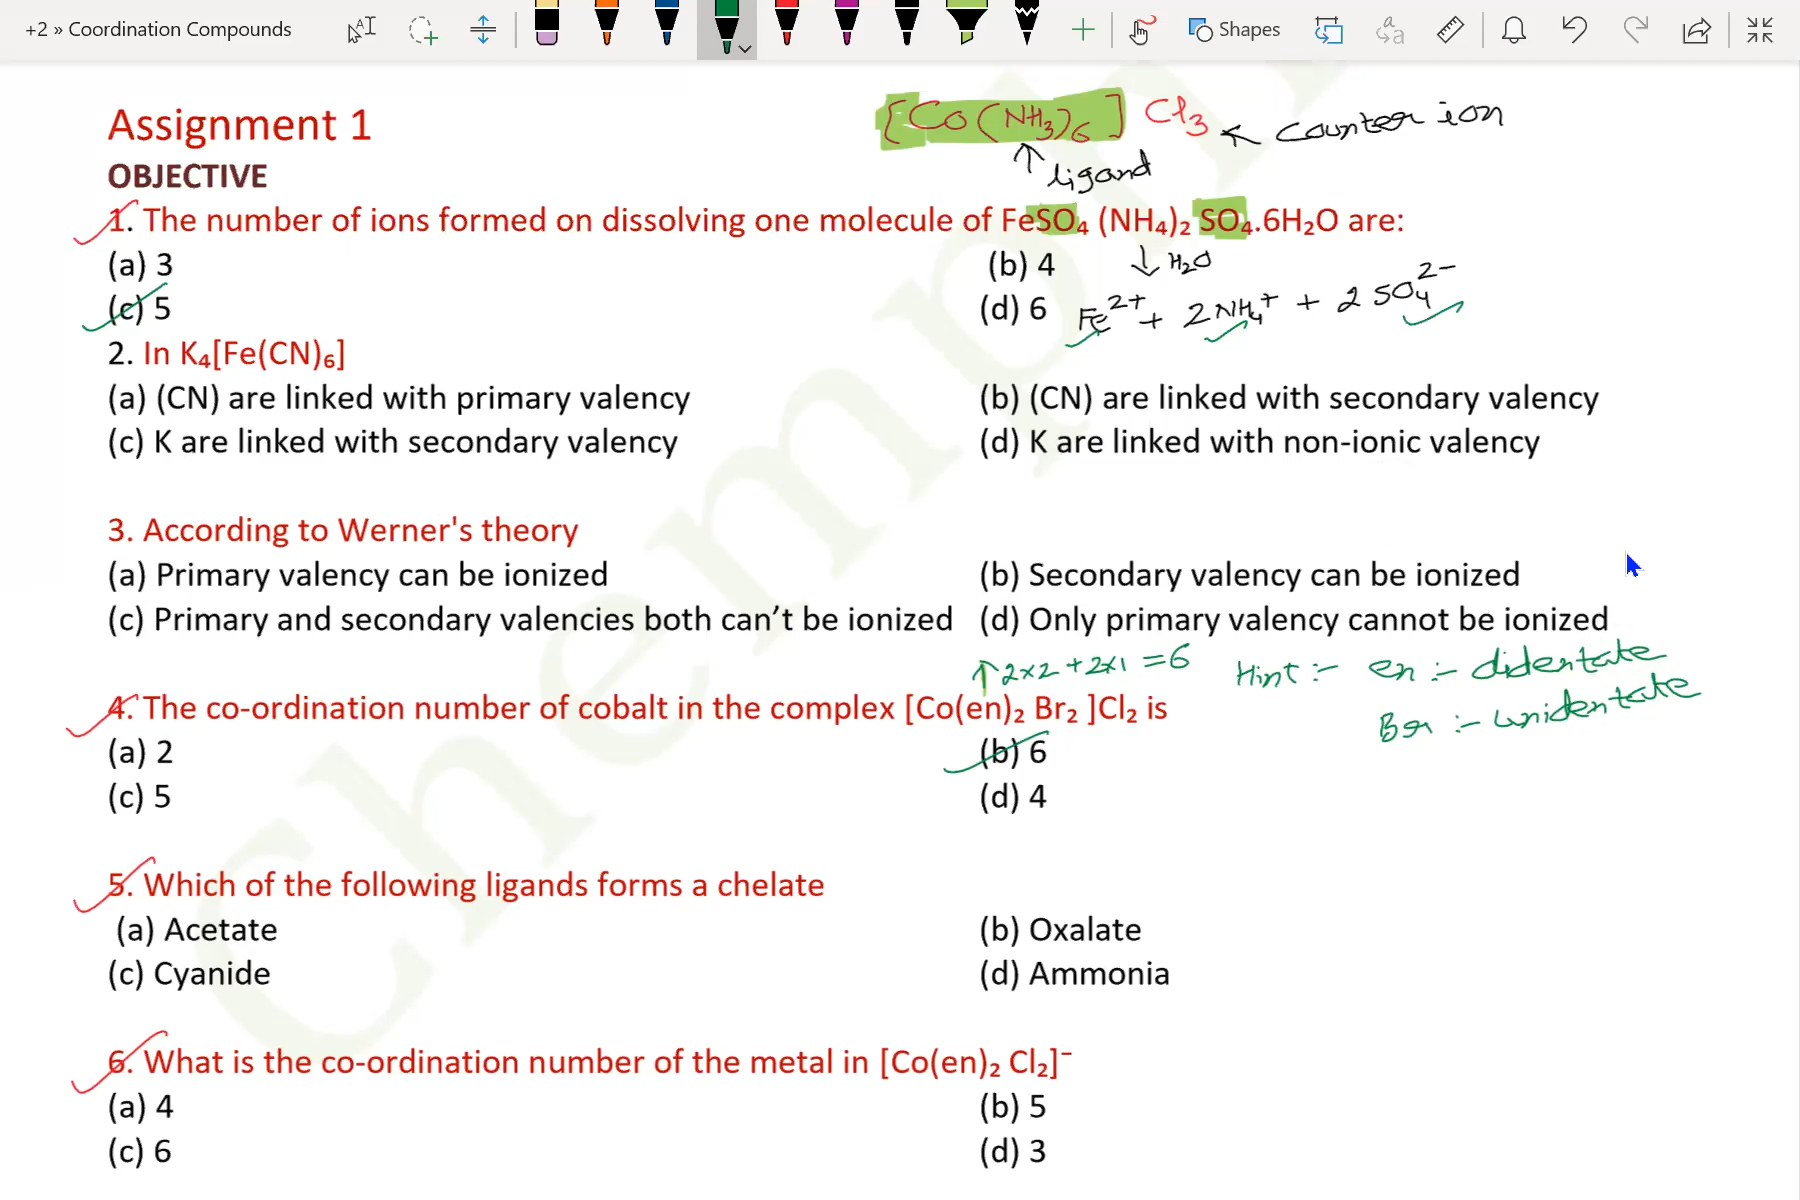 +2 » Coordination Compounds
Shapes
Assignment 1
[Co(NH₃)₆] Cl₃
counter ion
OBJECTIVE
ligand
1. The number of ions formed on dissolving one molecule of FeSO₄ (NH₄)₂ SO₄.6H₂O are:
(a) 3 (b) 4
↓ H₂O
(c) 5 (d) 6
Fe²⁺ + 2NH₄⁺ + 2SO₄²⁻
2. In K₄[Fe(CN)₆]
(a) (CN) are linked with primary valency (b) (CN) are linked with secondary valency
(c) K are linked with secondary valency (d) K are linked with non-ionic valency
3. According to Werner's theory
(a) Primary valency can be ionized (b) Secondary valency can be ionized
(c) Primary and secondary valencies both can’t be ionized (d) Only primary valency cannot be ionized
↑ 2×2 + 2×1 = 6 Hint :- en :- didentate
4. The co-ordination number of cobalt in the complex [Co(en)₂ Br₂ ]Cl₂ is
Br :- unidentate
(a) 2 (b) 6
(c) 5 (d) 4
5. Which of the following ligands forms a chelate
(a) Acetate (b) Oxalate
(c) Cyanide (d) Ammonia
6. What is the co-ordination number of the metal in [Co(en)₂ Cl₂]⁻
(a) 4 (b) 5
(c) 6 (d) 3